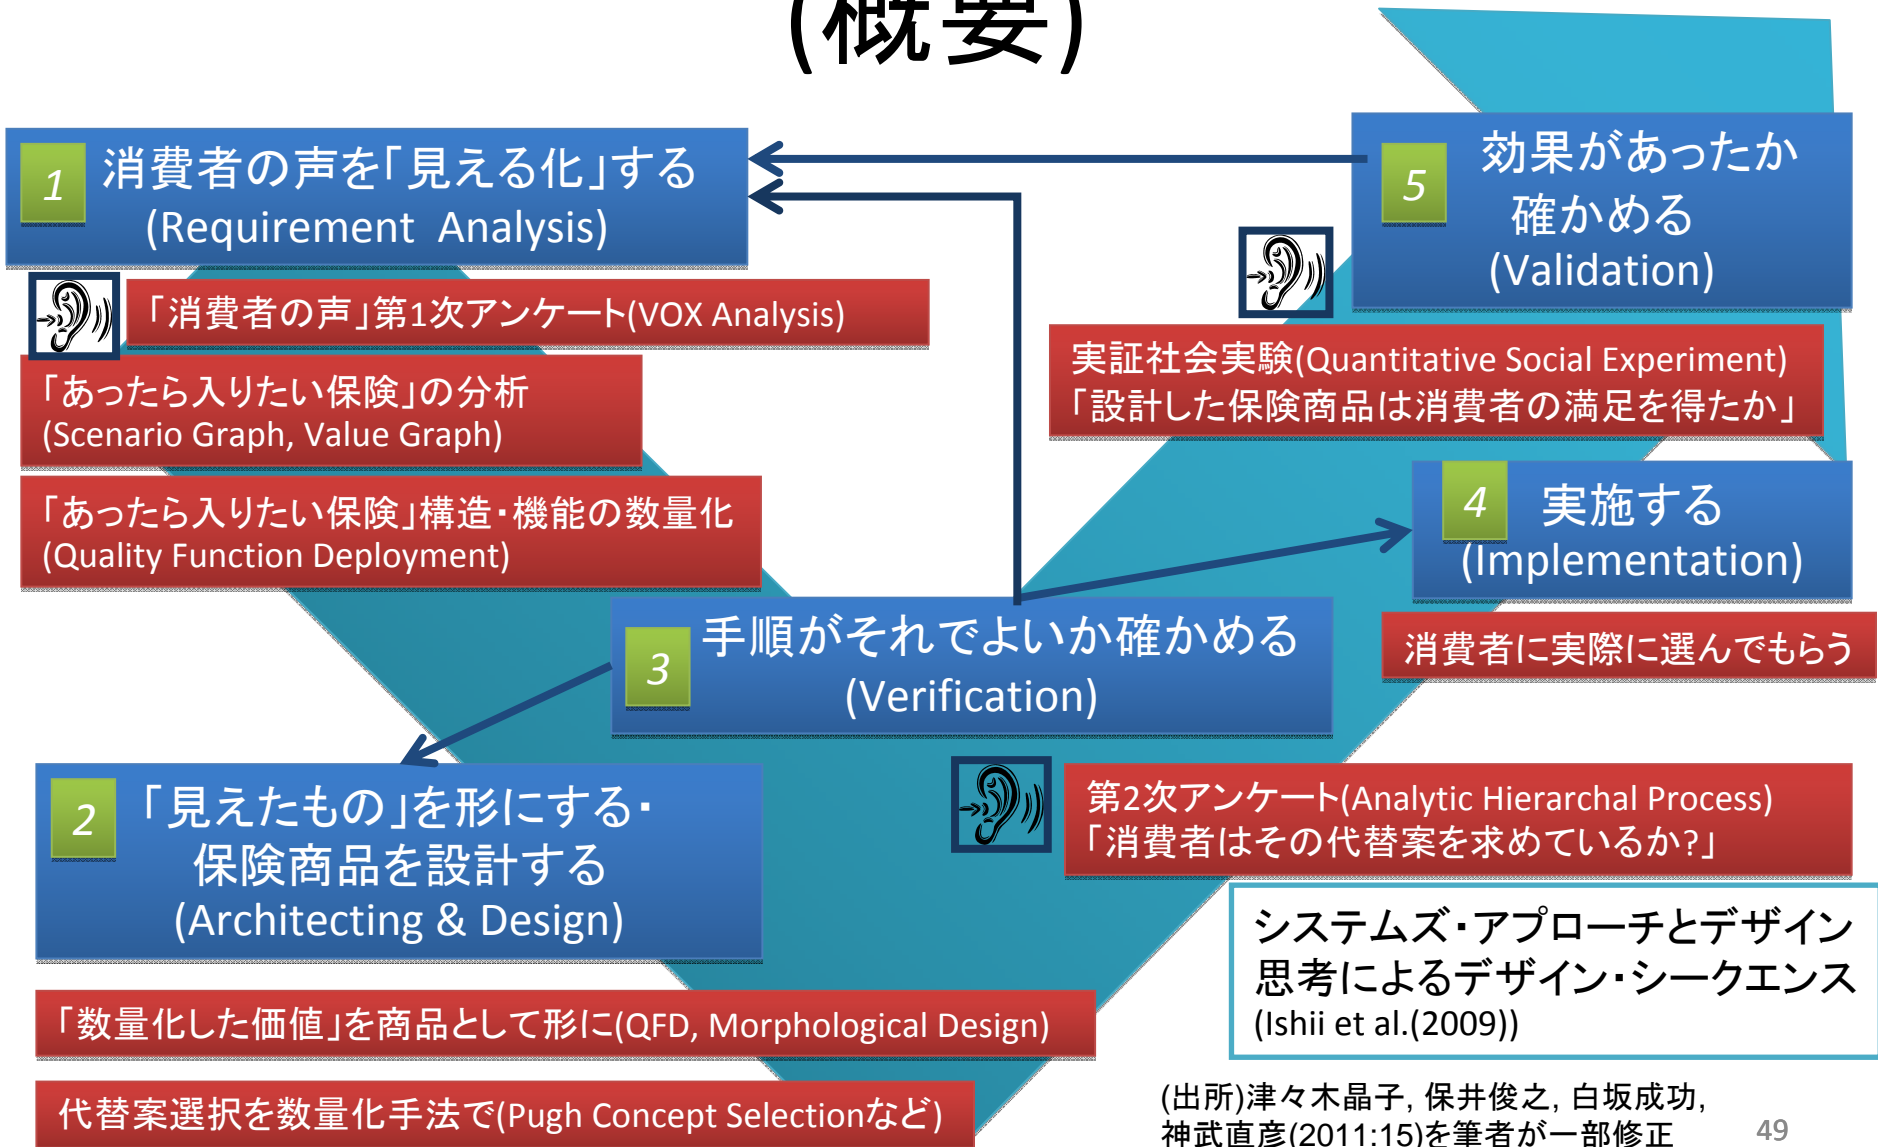 (概要)
1
消費者の声を「見える化」する
(Requirement Analysis)
「消費者の声」第1次アンケート(VOX Analysis)
「あったら入りたい保険」の分析
(Scenario Graph, Value Graph)
「あったら入りたい保険」構造・機能の数量化
(Quality Function Deployment)
2
「見えたもの」を形にする・
保険商品を設計する
(Architecting & Design)
「数量化した価値」を商品として形に(QFD, Morphological Design)
代替案選択を数量化手法で(Pugh Concept Selectionなど)
3
手順がそれでよいか確かめる
(Verification)
第2次アンケート(Analytic Hierarchal Process)
「消費者はその代替案を求めているか?」
4
実施する
(Implementation)
消費者に実際に選んでもらう
5
効果があったか
確かめる
(Validation)
実証社会実験(Quantitative Social Experiment)
「設計した保険商品は消費者の満足を得たか」
システムズ・アプローチとデザイン
思考によるデザイン・シークエンス
(Ishii et al.(2009))
(出所)津々木晶子, 保井俊之, 白坂成功,
神武直彦(2011:15)を筆者が一部修正
49